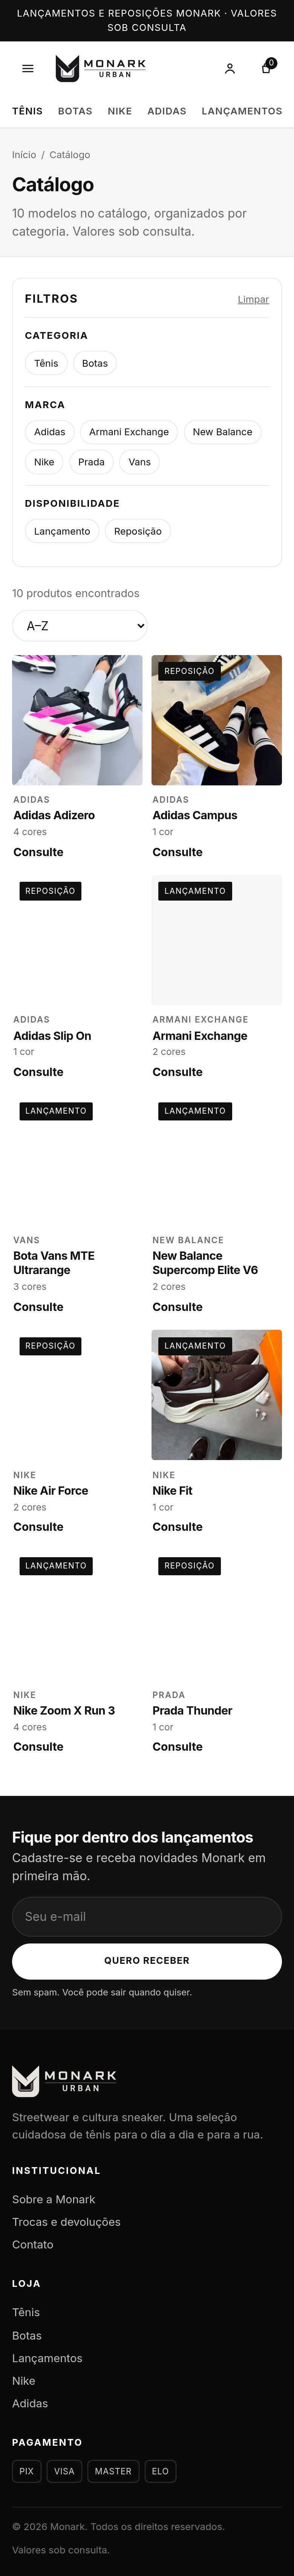 LANÇAMENTOS E REPOSIÇÕES MONARK · VALORES
SOB CONSULTA
MONARK
URBAN
0
TÊNIS BOTAS NIKE ADIDAS LANÇAMENTOS
Início / Catálogo
Catálogo
10 modelos no catálogo, organizados por
categoria. Valores sob consulta.
FILTROS
Limpar
CATEGORIA
Tênis Botas
MARCA
Adidas Armani Exchange New Balance
Nike Prada Vans
DISPONIBILIDADE
Lançamento Reposição
10 produtos encontrados
A–Z
REPOSIÇÃO
ADIDAS
Adidas Adizero
4 cores
Consulte
ADIDAS
Adidas Campus
1 cor
Consulte
REPOSIÇÃO
ADIDAS
Adidas Slip On
1 cor
Consulte
LANÇAMENTO
ARMANI EXCHANGE
Armani Exchange
2 cores
Consulte
LANÇAMENTO
VANS
Bota Vans MTE
Ultrarange
3 cores
Consulte
LANÇAMENTO
NEW BALANCE
New Balance
Supercomp Elite V6
2 cores
Consulte
REPOSIÇÃO
NIKE
Nike Air Force
2 cores
Consulte
LANÇAMENTO
NIKE
Nike Fit
1 cor
Consulte
LANÇAMENTO
NIKE
Nike Zoom X Run 3
4 cores
Consulte
REPOSIÇÃO
PRADA
Prada Thunder
1 cor
Consulte
Fique por dentro dos lançamentos
Cadastre-se e receba novidades Monark em
primeira mão.
Seu e-mail
QUERO RECEBER
Sem spam. Você pode sair quando quiser.
MONARK
URBAN
Streetwear e cultura sneaker. Uma seleção
cuidadosa de tênis para o dia a dia e para a rua.
INSTITUCIONAL
Sobre a Monark
Trocas e devoluções
Contato
LOJA
Tênis
Botas
Lançamentos
Nike
Adidas
PAGAMENTO
PIX VISA MASTER ELO
© 2026 Monark. Todos os direitos reservados.
Valores sob consulta.